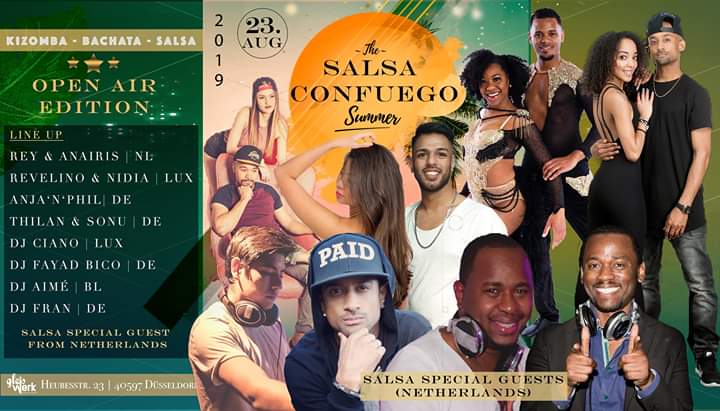 KIZOMBA - BACHATA - SALSA
OPEN AIR
EDITION
LINE UP
REY & ANAIRIS | NL
REVELINO & NIDIA | LUX
ANJA'N'PHIL | DE
THILAN & SONU | DE
DJ CIANO | LUX
DJ FAYAD BICO | DE
DJ AIMÉ | BL
DJ FRAN | DE
SALSA SPECIAL GUEST
FROM NETHERLANDS
gleis
werk
HEUBESSTR. 23 | 40597 DÜSSELDORF
2019
23.
AUG
The
SALSA
CONFUEGO
Summer
PAID
SALSA SPECIAL GUESTS
(NETHERLANDS)